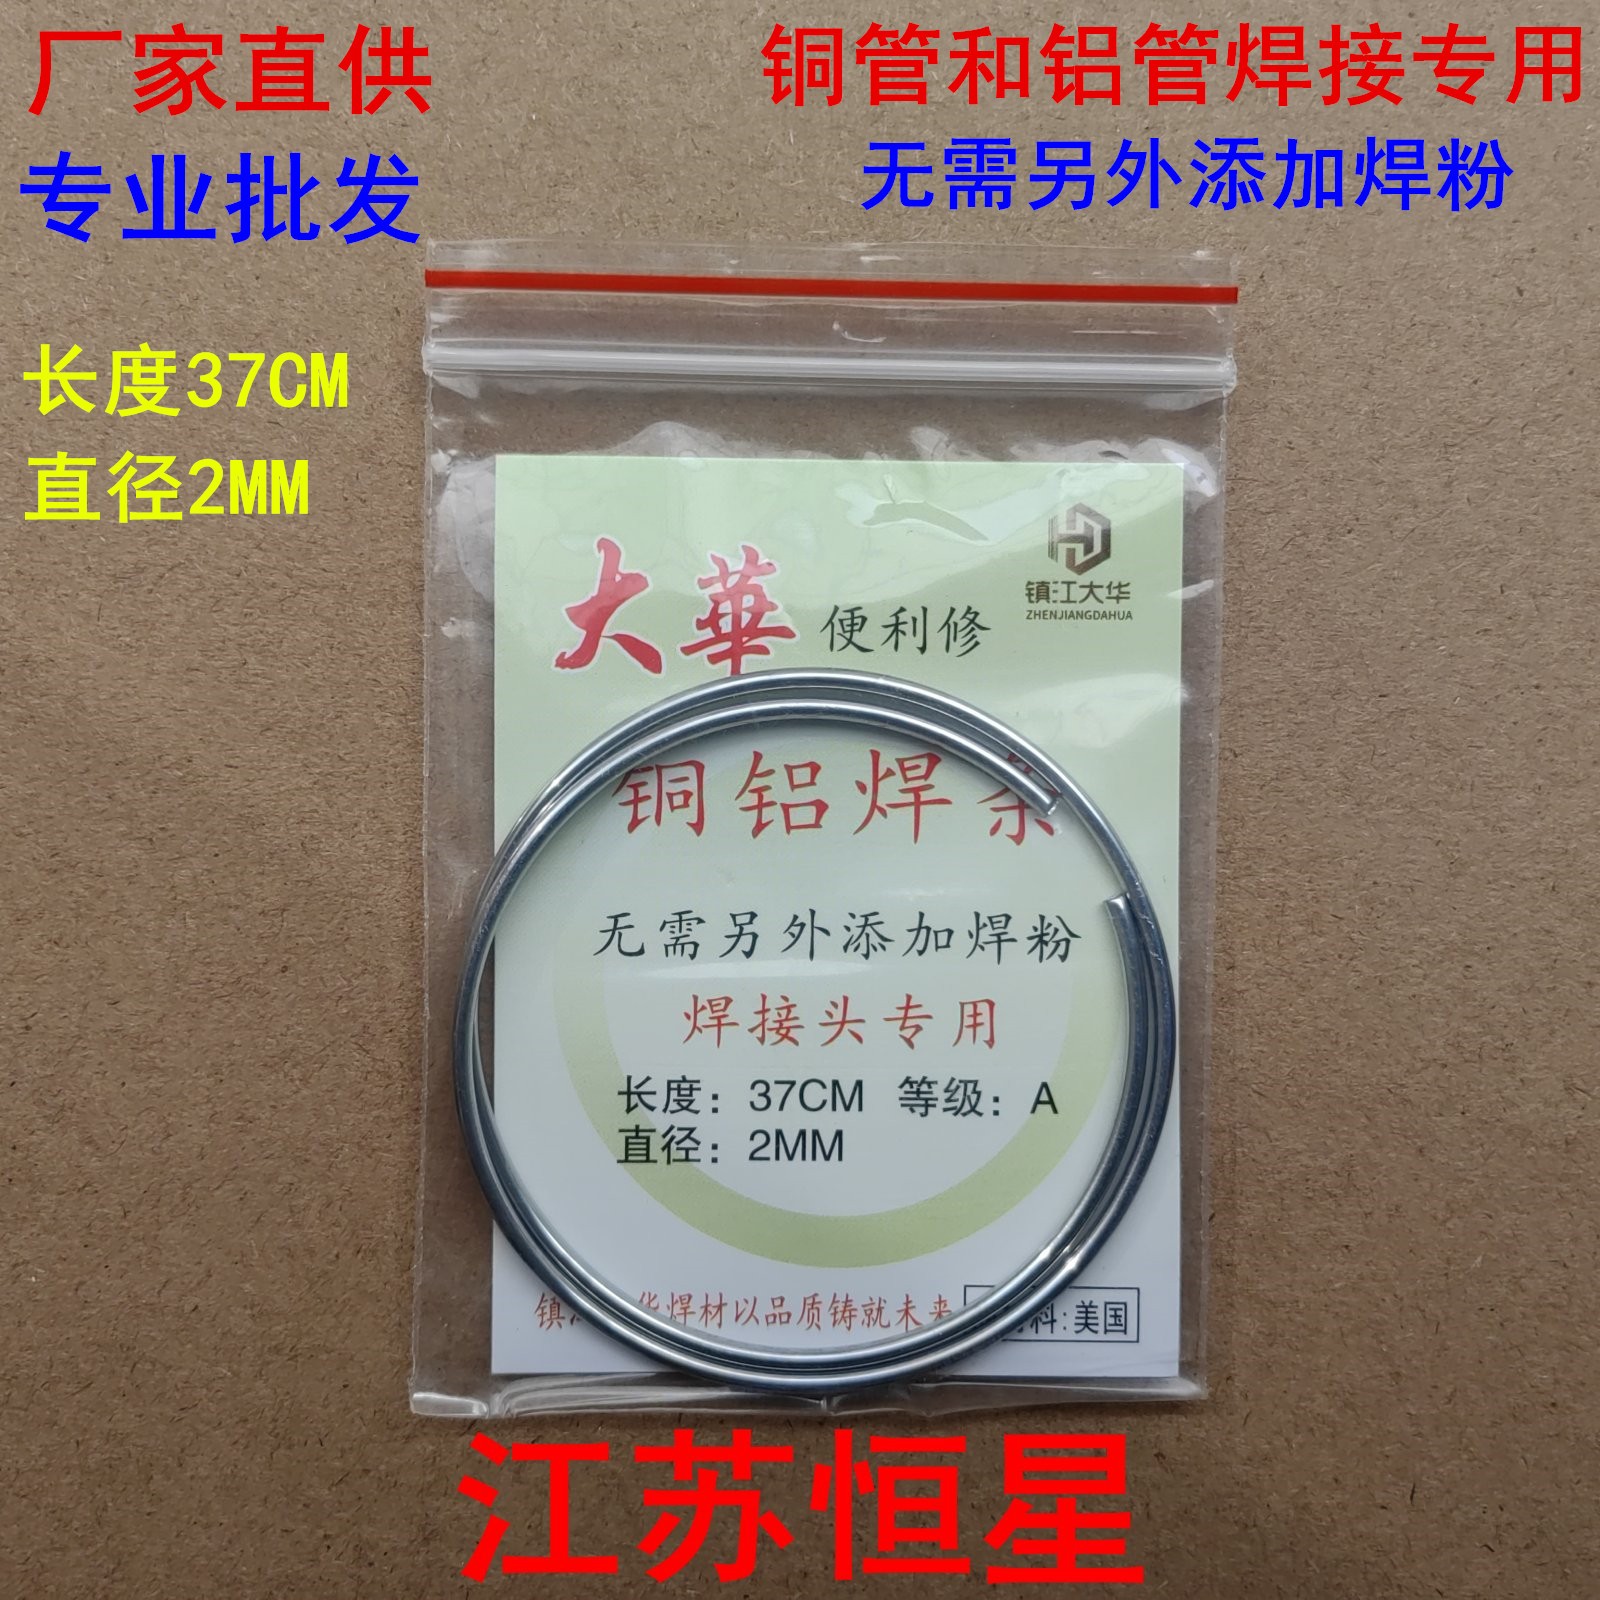 厂家直供
铜管和铝管焊接专用
专业批发
无需另外添加焊粉
长度37CM
直径2MM
大華 便利修
镇江大华
ZHENJIANGDAHUA
铜铝焊条
无需另外添加焊粉
焊接头专用
长度：37CM 等级：A
直径：2MM
镇 华焊材以品质铸就未来
料:美国
江苏恒星